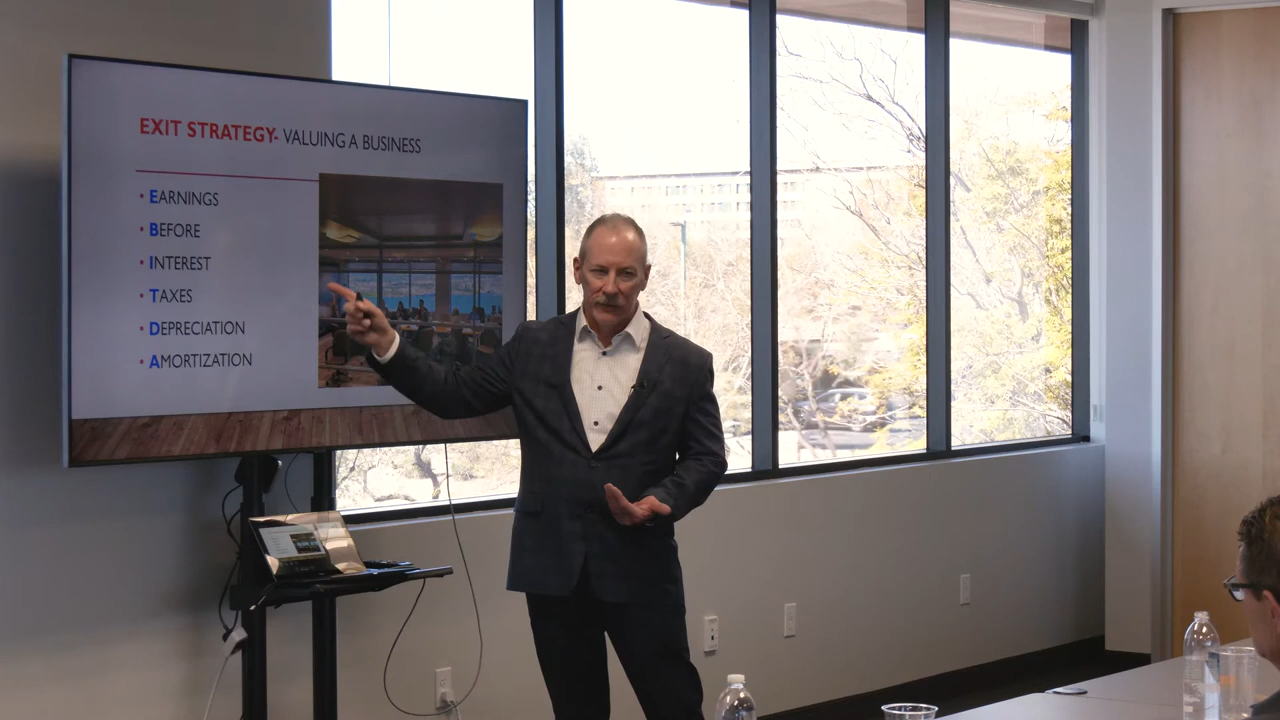 EXIT STRATEGY- VALUING A BUSINESS
• EARNINGS
• BEFORE
• INTEREST
• TAXES
• DEPRECIATION
• AMORTIZATION